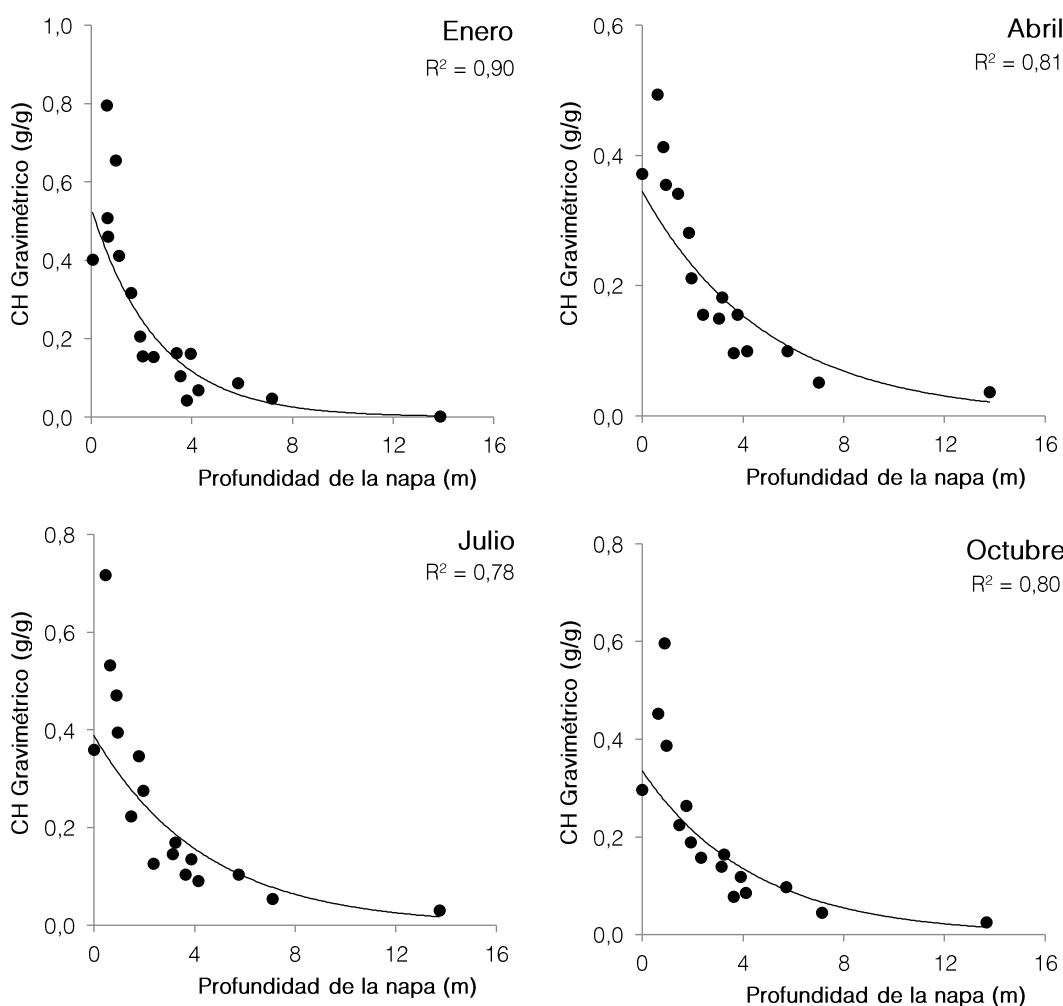 Enero
R² = 0,90
CH Gravimétrico (g/g)
1,0
0,8
0,6
0,4
0,2
0,0
0 4 8 12 16
Profundidad de la napa (m)
Abril
R² = 0,81
CH Gravimétrico (g/g)
0,6
0,4
0,2
0,0
0 4 8 12 16
Profundidad de la napa (m)
Julio
R² = 0,78
CH Gravimétrico (g/g)
0,8
0,6
0,4
0,2
0,0
0 4 8 12 16
Profundidad de la napa (m)
Octubre
R² = 0,80
CH Gravimétrico (g/g)
0,8
0,6
0,4
0,2
0,0
0 4 8 12 16
Profundidad de la napa (m)